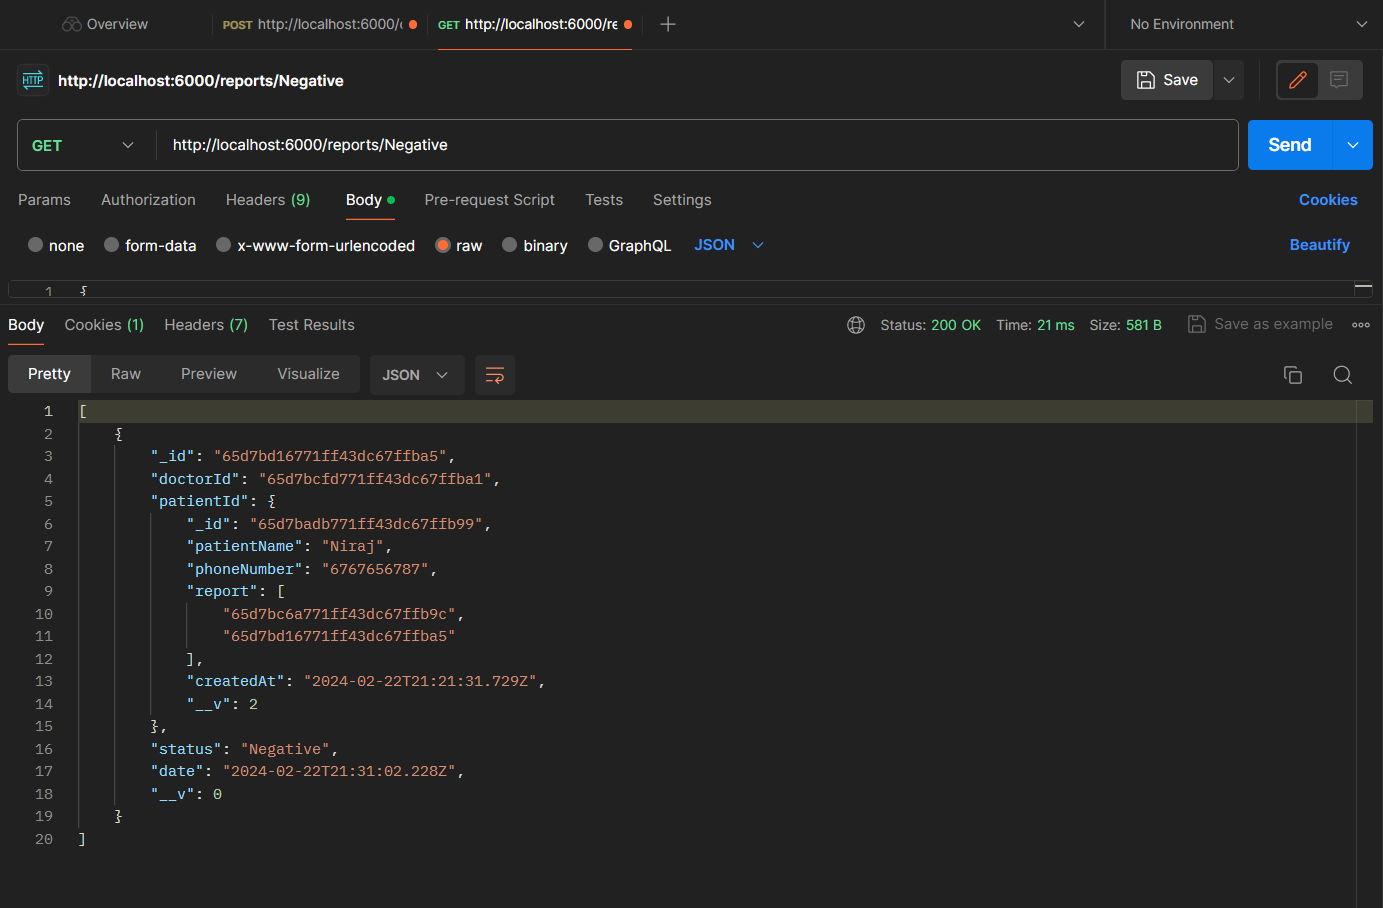 Overview
POST http://localhost:6000/
GET http://localhost:6000/re
No Environment
HTTP
http://localhost:6000/reports/Negative
Save
GET
http://localhost:6000/reports/Negative
Send
Params Authorization Headers (9) Body Pre-request Script Tests Settings
Cookies
none form-data x-www-form-urlencoded raw binary GraphQL JSON
Beautify
1 {
Body Cookies (1) Headers (7) Test Results
Status: 200 OK Time: 21 ms Size: 581 B Save as example
Pretty Raw Preview Visualize JSON
1 [
2 {
3 "_id": "65d7bd16771ff43dc67ffba5",
4 "doctorId": "65d7bcfd771ff43dc67ffba1",
5 "patientId": {
6 "_id": "65d7badb771ff43dc67ffb99",
7 "patientName": "Niraj",
8 "phoneNumber": "6767656787",
9 "report": [
10 "65d7bc6a771ff43dc67ffb9c",
11 "65d7bd16771ff43dc67ffba5"
12 ],
13 "createdAt": "2024-02-22T21:21:31.729Z",
14 "__v": 2
15 },
16 "status": "Negative",
17 "date": "2024-02-22T21:31:02.228Z",
18 "__v": 0
19 }
20 ]